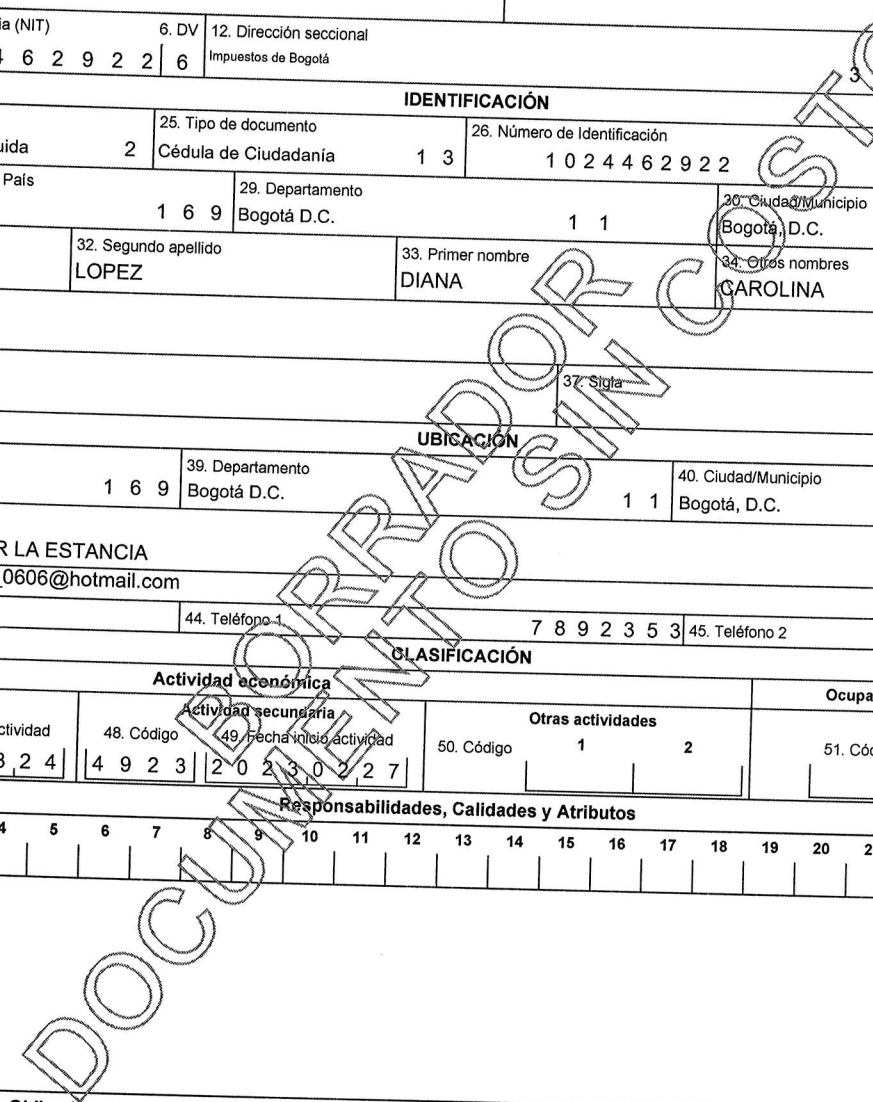 ia (NIT) 6. DV 12. Dirección seccional
4 6 2 9 2 2 6 Impuestos de Bogotá 3
IDENTIFICACIÓN
25. Tipo de documento 26. Número de Identificación
uida 2 Cédula de Ciudadanía 1 3 1 0 2 4 4 6 2 9 2 2
País 29. Departamento 30. Ciudad/Municipio
1 6 9 Bogotá D.C. 1 1 Bogotá, D.C.
32. Segundo apellido 33. Primer nombre 34. Otros nombres
LOPEZ DIANA CAROLINA
37. Sigla
UBICACIÓN
39. Departamento 40. Ciudad/Municipio
1 6 9 Bogotá D.C. 1 1 Bogotá, D.C.
R LA ESTANCIA
_0606@hotmail.com
44. Teléfono 1 7 8 9 2 3 5 3 45. Teléfono 2
CLASIFICACIÓN
Actividad económica Ocupa
Actividad secundaria Otras actividades
ctividad 48. Código 49. Fecha inicio actividad 50. Código 1 2 51. Cód
3 2 4 4 9 2 3 2 0 2 3 0 2 2 7
Responsabilidades, Calidades y Atributos
4 5 6 7 8 9 10 11 12 13 14 15 16 17 18 19 20 2
BORRADOR
DOCUMENTO SIN COSTO